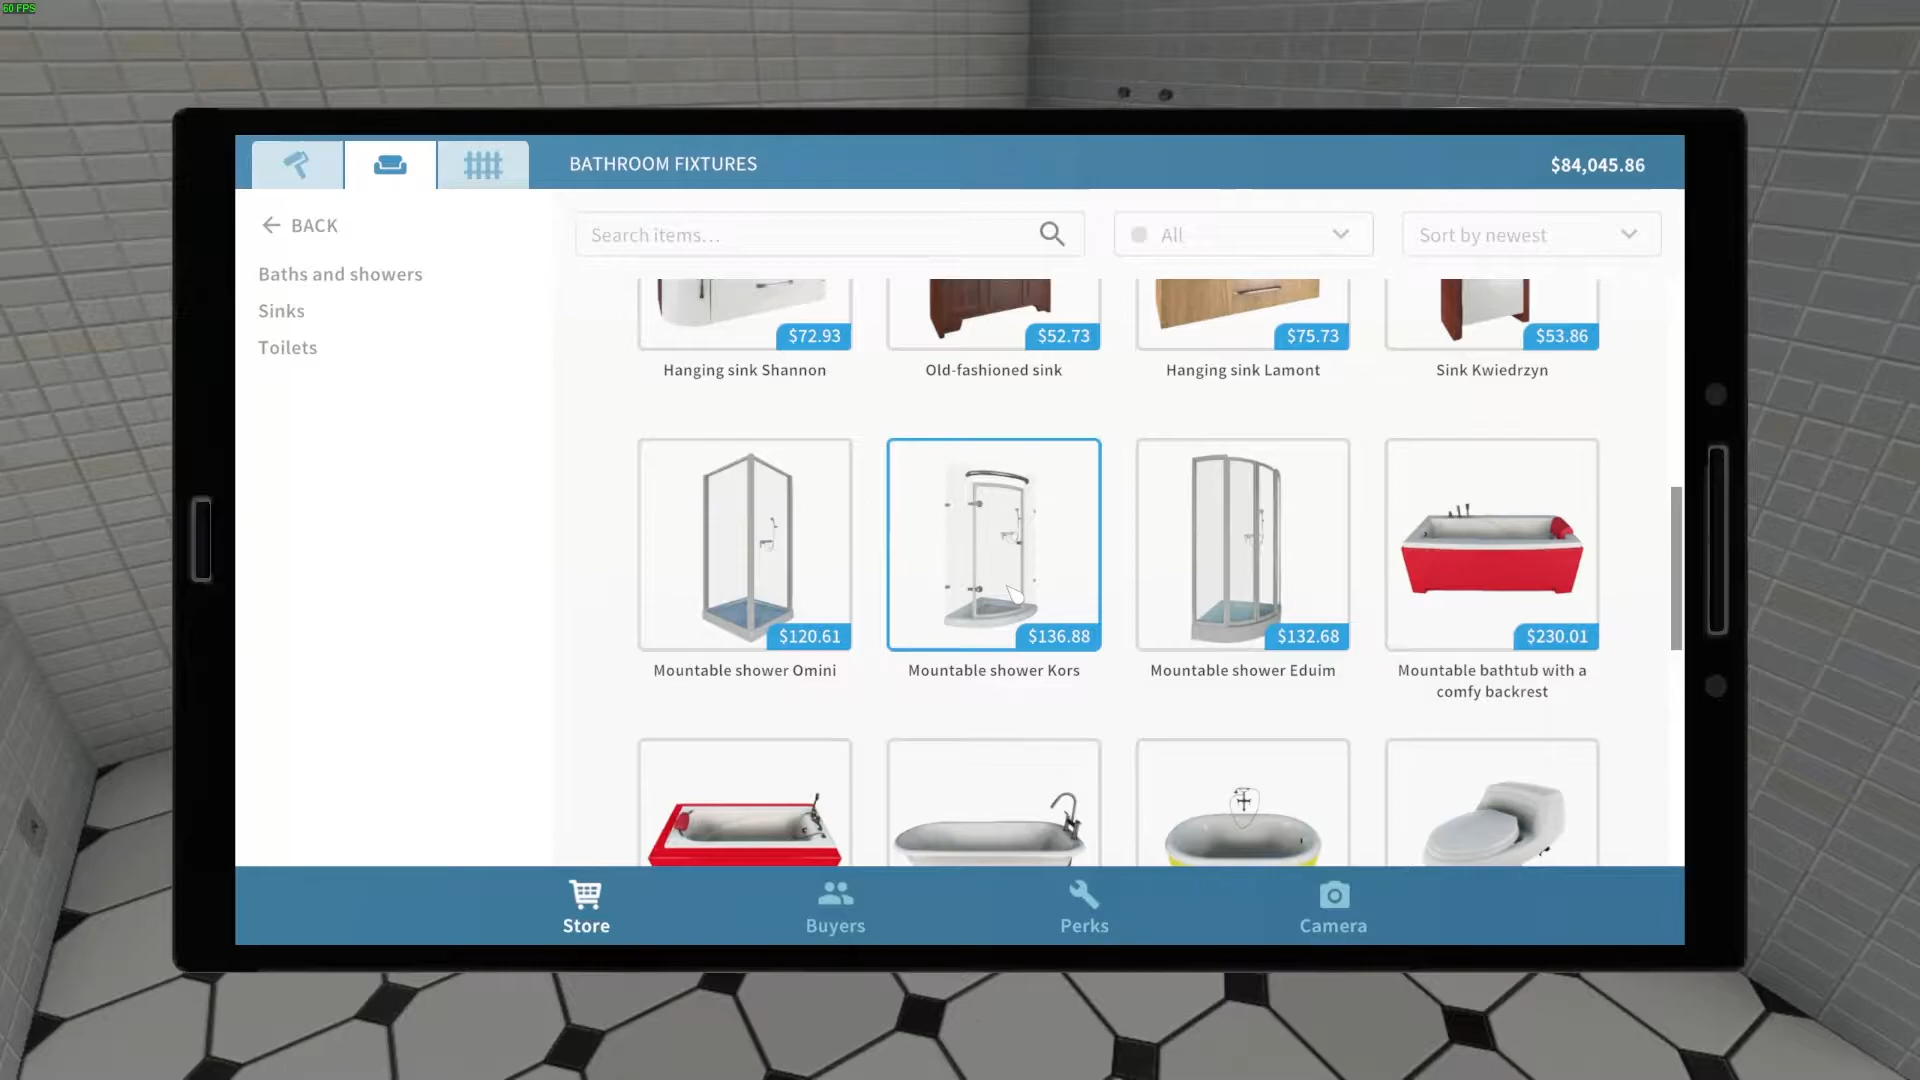 60 FPS
BATHROOM FIXTURES
$84,045.86
BACK
Search items...
All
Sort by newest
Baths and showers
Sinks
Toilets
$72.93
$52.73
$75.73
$53.86
Hanging sink Shannon
Old-fashioned sink
Hanging sink Lamont
Sink Kwiedrzyn
$120.61
$136.88
$132.68
$230.01
Mountable shower Omini
Mountable shower Kors
Mountable shower Eduim
Mountable bathtub with a
comfy backrest
Store
Buyers
Perks
Camera